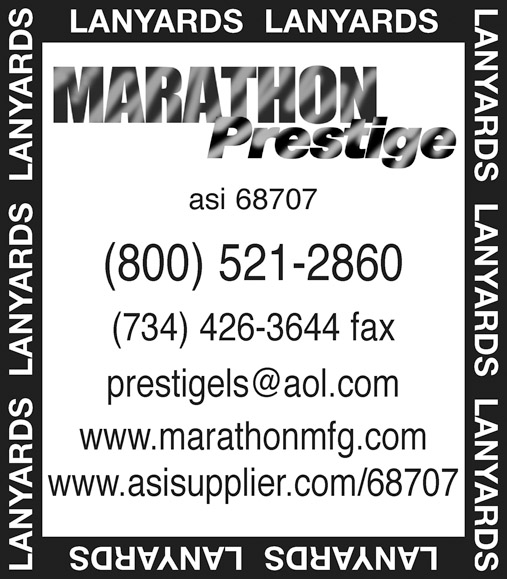 LANYARDS LANYARDS
MARATHON
Prestige
asi 68707
(800) 521-2860
(734) 426-3644 fax
prestigels@aol.com
www.marathonmfg.com
www.asisupplier.com/68707
LANYARDS LANYARDS LANYARDS
LANYARDS LANYARDS
LANYARDS LANYARDS LANYARDS